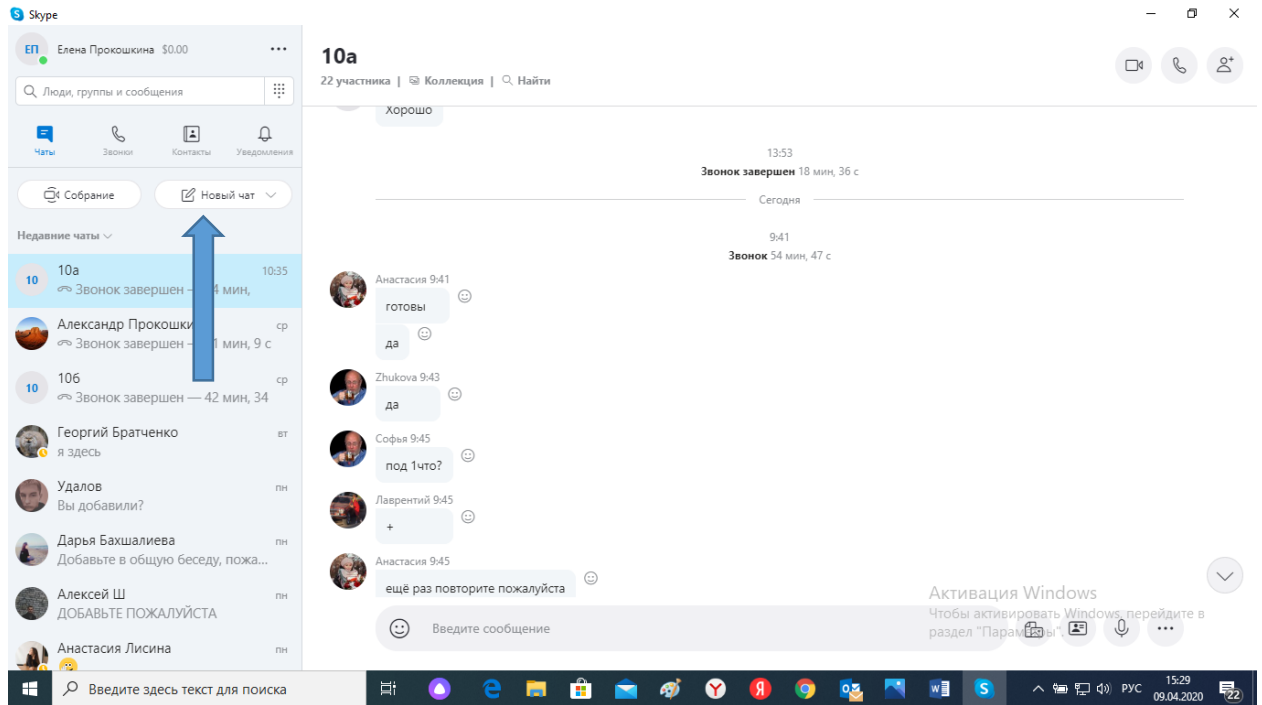 Skype
ЕП Елена Прокошкина $0.00
Люди, группы и сообщения
Чаты Звонки Контакты Уведомления
Собрание Новый чат
Недавние чаты
10 10а 10:35
Звонок завершен — 4 мин,
Александр Прокошки ср
Звонок завершен — 1 мин, 9 с
10 10б ср
Звонок завершен — 42 мин, 34
Георгий Братченко вт
я здесь
Удалов пн
Вы добавили?
Дарья Бахшалиева пн
Добавьте в общую беседу, пожа...
Алексей Ш пн
ДОБАВЬТЕ ПОЖАЛУЙСТА
Анастасия Лисина пн
10а
22 участника | Коллекция | Найти
Хорошо
13:53
Звонок завершен 18 мин, 36 с
Сегодня
9:41
Звонок 54 мин, 47 с
Анастасия 9:41
готовы
да
Zhukova 9:43
да
Софья 9:45
под 1что?
Лаврентий 9:45
+
Анастасия 9:45
ещё раз повторите пожалуйста
Введите сообщение
Активация Windows
Чтобы активировать Windows, перейдите в
раздел "Параметры".
Введите здесь текст для поиска
РУС 15:29
09.04.2020
22